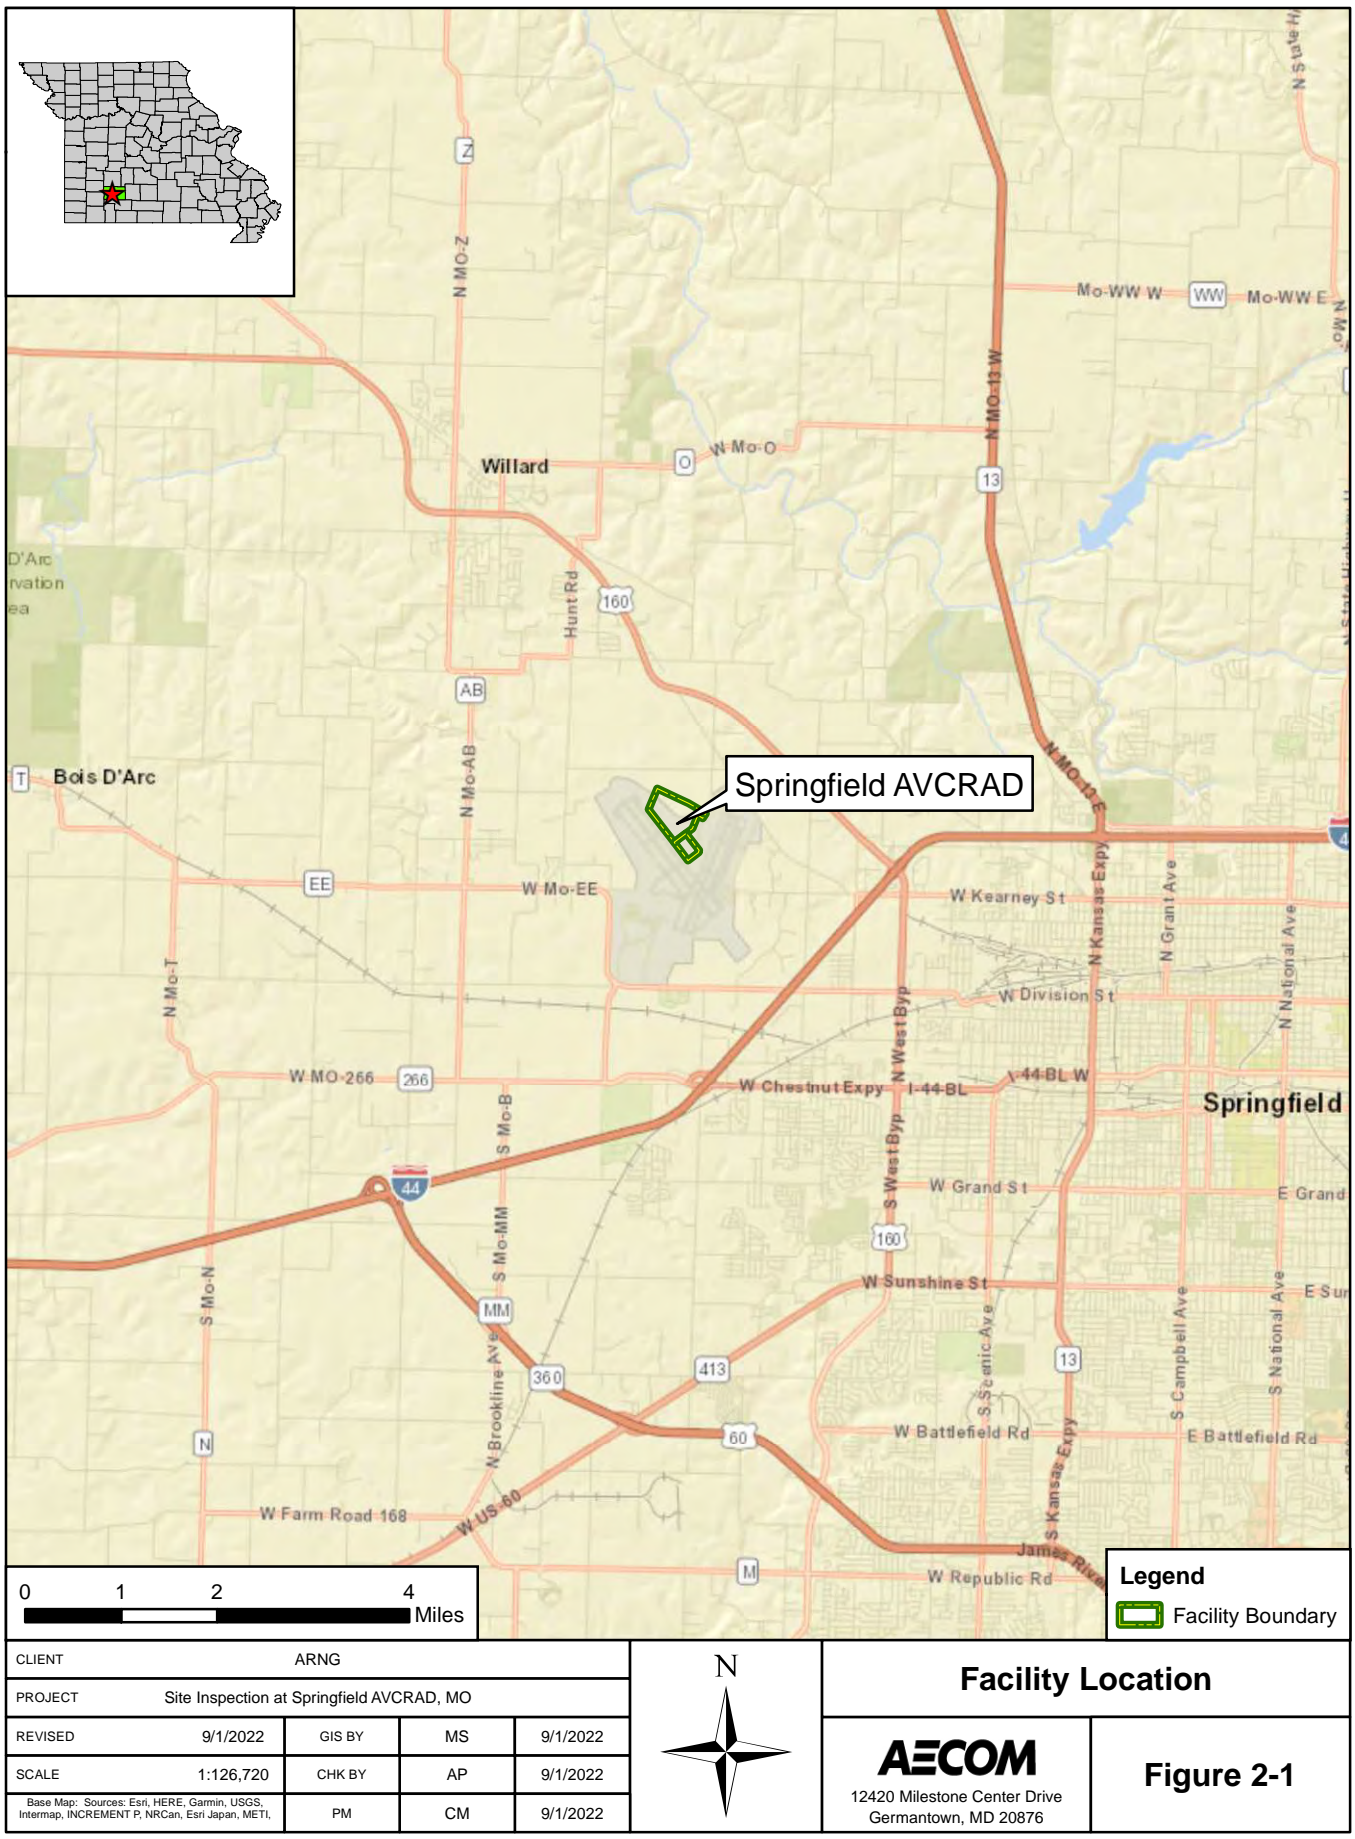 N State H
Z
N MO-Z
Mo-WW W
WW
Mo-WW E
N Mo-
N MO-13 W
N Mo-O
O
Willard
13
D'Arc
rvation
ea
Hunt Rd
160
AB
N Mo-AB
T
Bois D'Arc
Springfield AVCRAD
N MO-13 E
4
EE
W Mo-EE
W Kearney St
N Kansas Expy
N Grant Ave
N National Ave
N Mo-T
W Division St
N West Byp
W MO-266
266
W Chestnut Expy
I-44-BL
I-44-BL W
S Mo-B
Springfield
S West Byp
44
W Grand St
E Grand
S Mo-MM
160
S Mo-N
W Sunshine St
E Sun
MM
N Brookline Ave
S Scenic Ave
S Campbell Ave
S National Ave
360
413
13
N
60
W Battlefield Rd
E Battlefield Rd
S Kansas Expy
W Farm Road 168
W US-60
James River
M
W Republic Rd
0 1 2 4
Miles
Legend
Facility Boundary
CLIENT ARNG
PROJECT Site Inspection at Springfield AVCRAD, MO
REVISED 9/1/2022 GIS BY MS 9/1/2022
SCALE 1:126,720 CHK BY AP 9/1/2022
Base Map: Sources: Esri, HERE, Garmin, USGS,
Intermap, INCREMENT P, NRCan, Esri Japan, METI,
PM CM 9/1/2022
N
Facility Location
AECOM
12420 Milestone Center Drive
Germantown, MD 20876
Figure 2-1